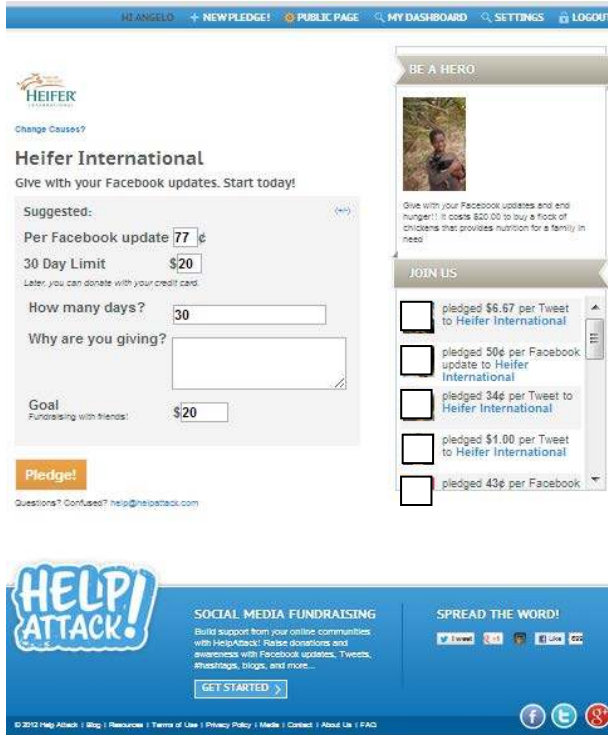 HI ANGELO + NEW PLEDGE! PUBLIC PAGE MY DASHBOARD SETTINGS LOGOUT
HEIFER
INTERNATIONAL
Change Causes?
Heifer International
Give with your Facebook updates. Start today!
Suggested: (+/-)
Per Facebook update 77 ¢
30 Day Limit $20
Later, you can donate with your credit card.
How many days? 30
Why are you giving?
Goal $20
Fundraising with friends!
Pledge!
Questions? Confused? help@helpattack.com
BE A HERO
Give with your Facebook updates and end
hunger!! It costs $20.00 to buy a flock of
chickens that provides nutrition for a family in
need
JOIN US
pledged $6.67 per Tweet
to Heifer International
pledged 50¢ per Facebook
update to Heifer
International
pledged 34¢ per Tweet to
Heifer International
pledged $1.00 per Tweet
to Heifer International
pledged 43¢ per Facebook
HELP
ATTACK!
SOCIAL MEDIA FUNDRAISING
Build support from your online communities
with HelpAttack! Raise donations and
awareness with Facebook updates, Tweets,
#hashtags, blogs, and more...
GET STARTED >
SPREAD THE WORD!
Tweet +1 Like
© 2012 Help Attack | Blog | Resources | Terms of Use | Privacy Policy | Media | Contact | About Us | FAQ